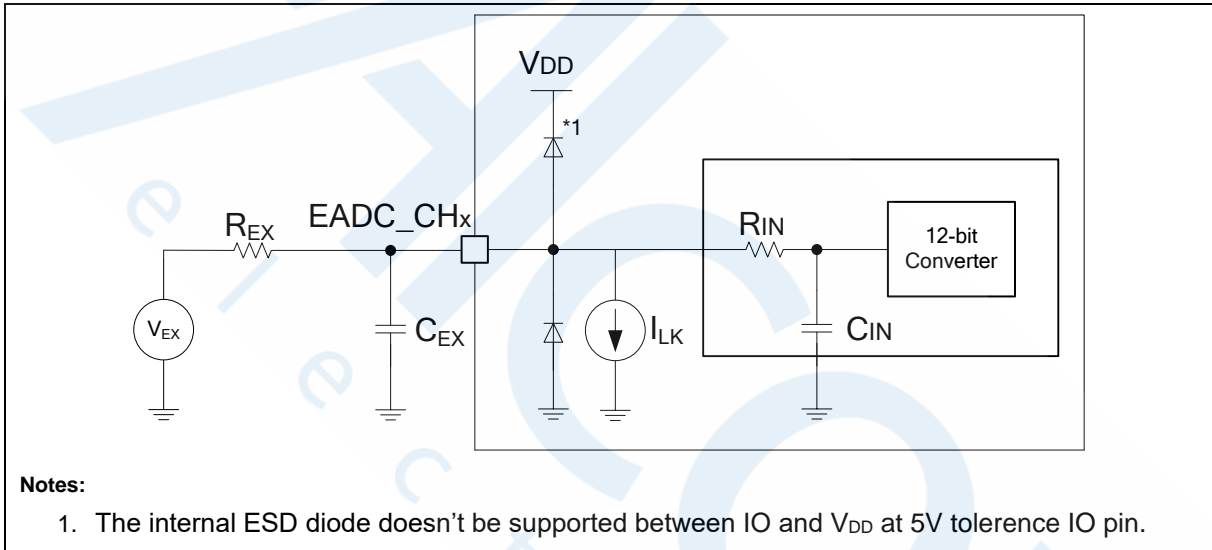 VDD
*1
REX
EADC_CHx
RIN
12-bit
Converter
VEX
CEX
ILK
CIN
Notes:
1. The internal ESD diode doesn't be supported between IO and VDD at 5V tolerence IO pin.
e l e c t